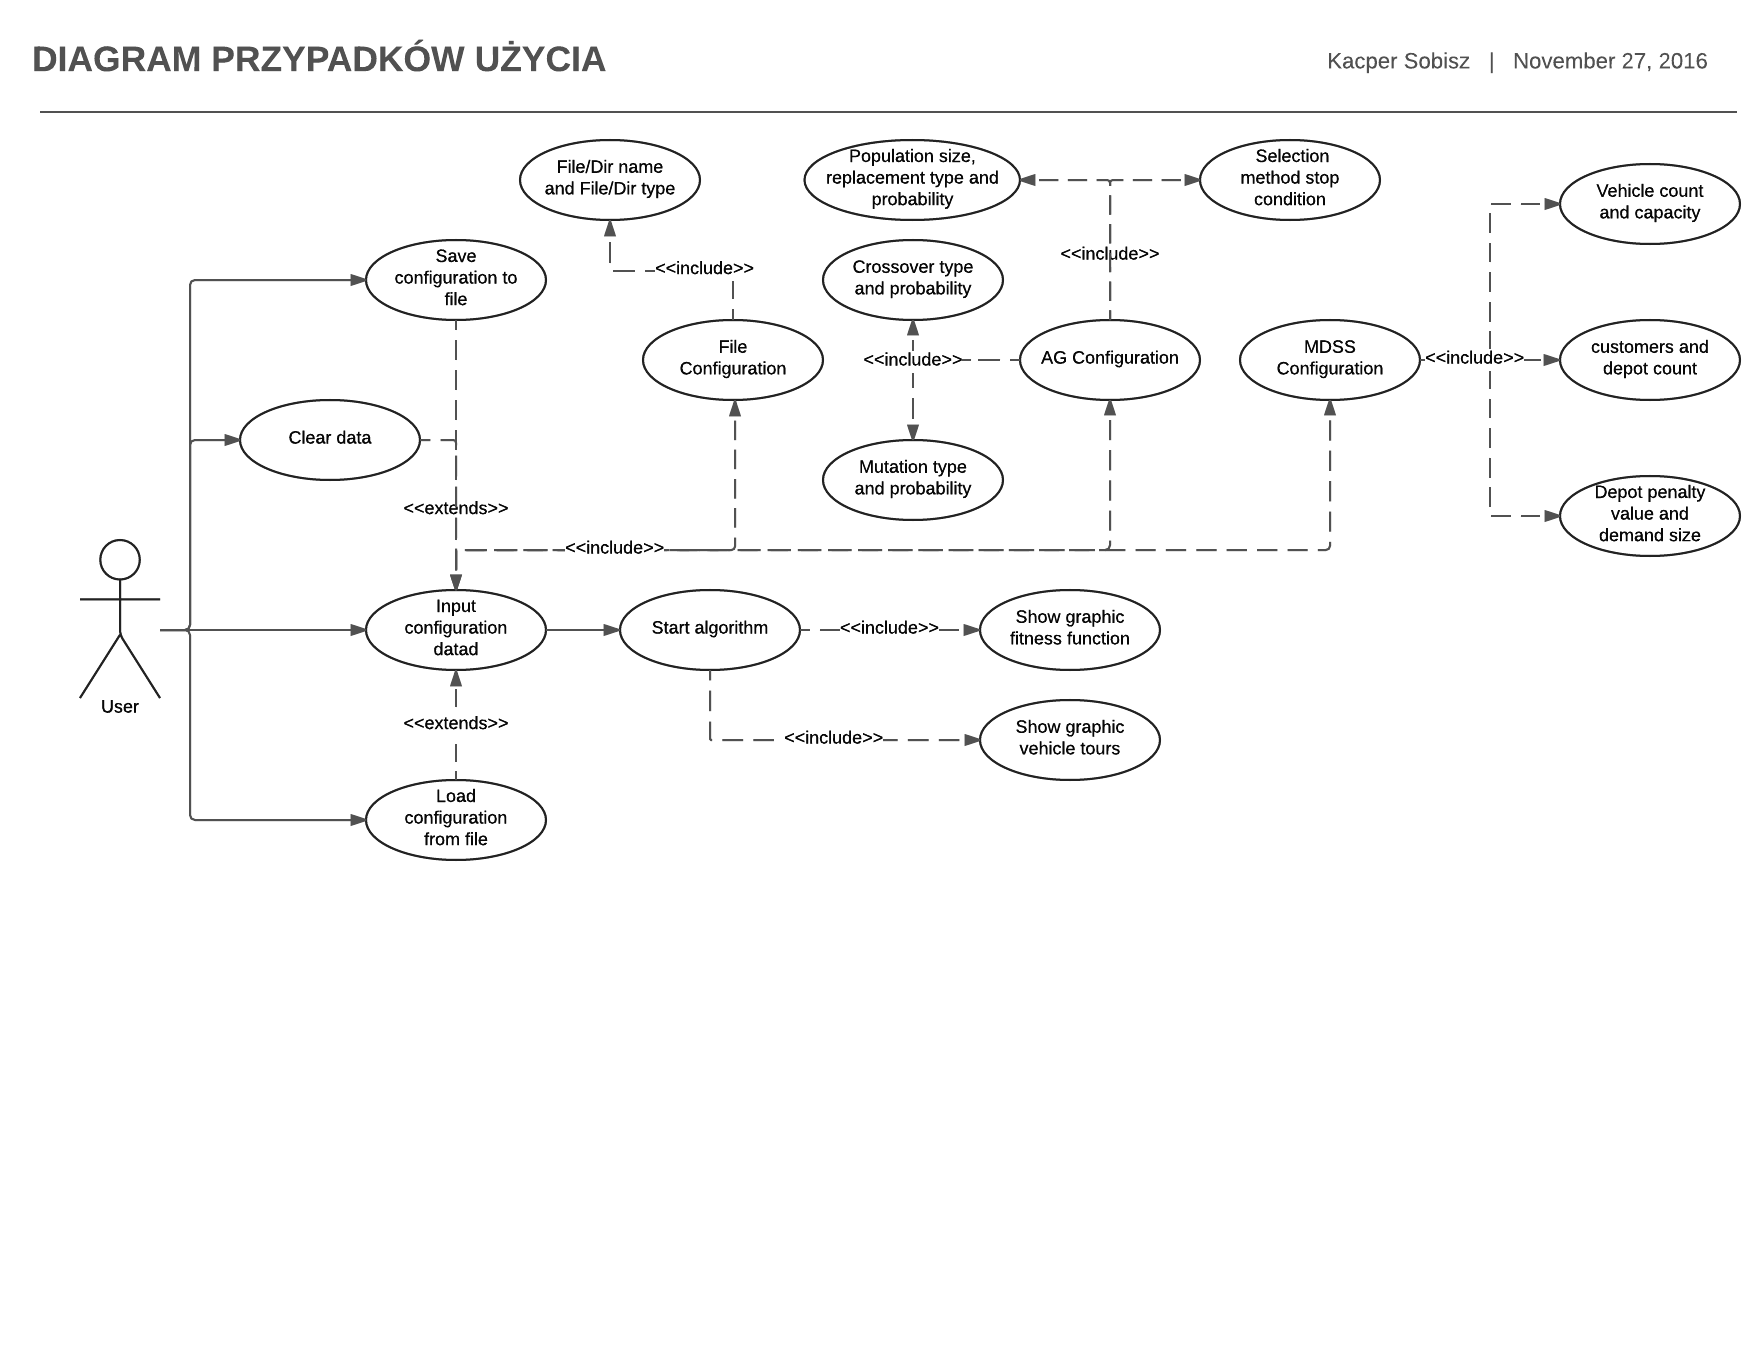 DIAGRAM PRZYPADKÓW UŻYCIA
Kacper Sobisz | November 27, 2016
File/Dir name
and File/Dir type
Population size,
replacement type and
probability
Selection
method stop
condition
Vehicle count
and capacity
Save
configuration to
file
<<include>>
Crossover type
and probability
<<include>>
File
Configuration
<<include>>
AG Configuration
MDSS
Configuration
<<include>>
customers and
depot count
Clear data
Mutation type
and probability
Depot penalty
value and
demand size
<<extends>>
<<include>>
User
Input
configuration
datad
Start algorithm
<<include>>
Show graphic
fitness function
<<extends>>
<<include>>
Show graphic
vehicle tours
Load
configuration
from file